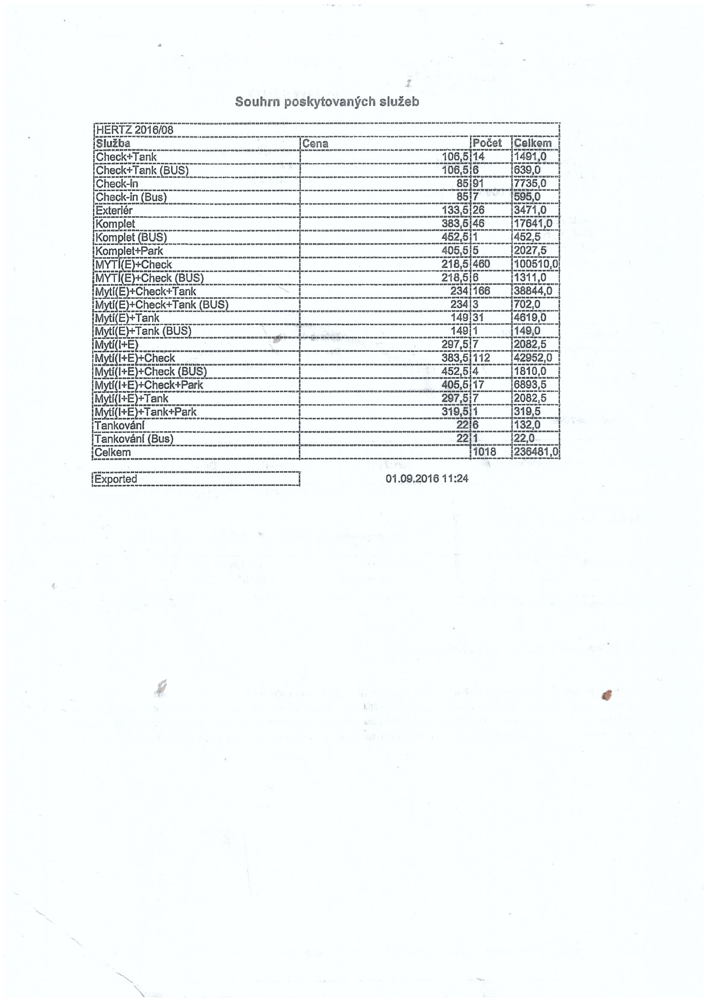 Souhrn poskytovaných služeb
HERTZ 2016/08
Služba Cena Počet Celkem
Check+Tank 106,5 14 1491,0
Check+Tank (BUS) 106,5 6 639,0
Check-in 85 91 7735,0
Check-in (Bus) 85 7 595,0
Exteriér 133,5 26 3471,0
Komplet 383,5 46 17641,0
Komplet (BUS) 452,5 1 452,5
Komplet+Park 405,5 5 2027,5
MYTÍ(E)+Check 218,5 460 100510,0
MYTÍ(E)+Check (BUS) 218,5 6 1311,0
Mytí(E)+Check+Tank 234 166 38844,0
Mytí(E)+Check+Tank (BUS) 234 3 702,0
Mytí(E)+Tank 149 31 4619,0
Mytí(E)+Tank (BUS) 149 1 149,0
Mytí(I+E) 297,5 7 2082,5
Mytí(I+E)+Check 383,5 112 42952,0
Mytí(I+E)+Check (BUS) 452,5 4 1810,0
Mytí(I+E)+Check+Park 405,5 17 6893,5
Mytí(I+E)+Tank 297,5 7 2082,5
Mytí(I+E)+Tank+Park 319,5 1 319,5
Tankování 22 6 132,0
Tankování (Bus) 22 1 22,0
Celkem 1018 236481,0
Exported 01.09.2016 11:24